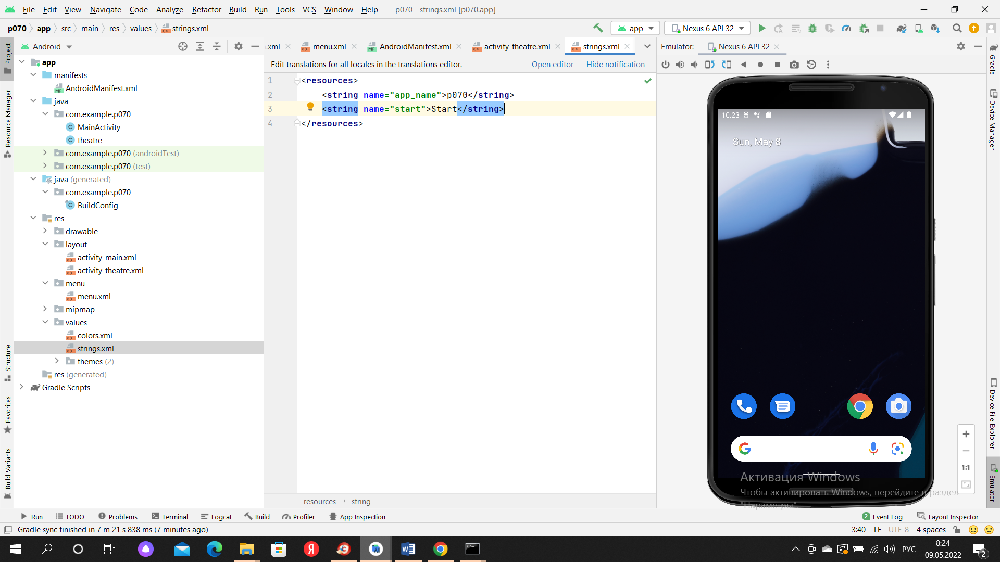 File Edit View Navigate Code Analyze Refactor Build Run Tools VCS Window Help p070 - strings.xml [p070.app]
p070 app src main res values strings.xml app Nexus 6 API 32
Android .xml menu.xml AndroidManifest.xml activity_theatre.xml strings.xml Emulator: Nexus 6 API 32
Edit translations for all locales in the translations editor. Open editor Hide notification
Project
Resource Manager
Structure
Favorites
Build Variants
app
manifests
AndroidManifest.xml
java
com.example.p070
MainActivity
theatre
com.example.p070 (androidTest)
com.example.p070 (test)
java (generated)
com.example.p070
BuildConfig
res
drawable
layout
activity_main.xml
activity_theatre.xml
menu
menu.xml
mipmap
values
colors.xml
strings.xml
themes (2)
res (generated)
Gradle Scripts
1 <resources>
2 <string name="app_name">p070</string>
3 <string name="start">Start</string>
4 </resources>
resources string
10:23
Sun, May 8
1:1
Активация Windows
Чтобы активировать Windows, перейдите в раздел
"Параметры"
Gradle
Device Manager
Device File Explorer
Emulator
Run TODO Problems Terminal Logcat Build Profiler App Inspection 2 Event Log Layout Inspector
Gradle sync finished in 7 m 21 s 838 ms (7 minutes ago) 3:40 LF UTF-8 4 spaces
РУС 8:24
09.05.2022 2